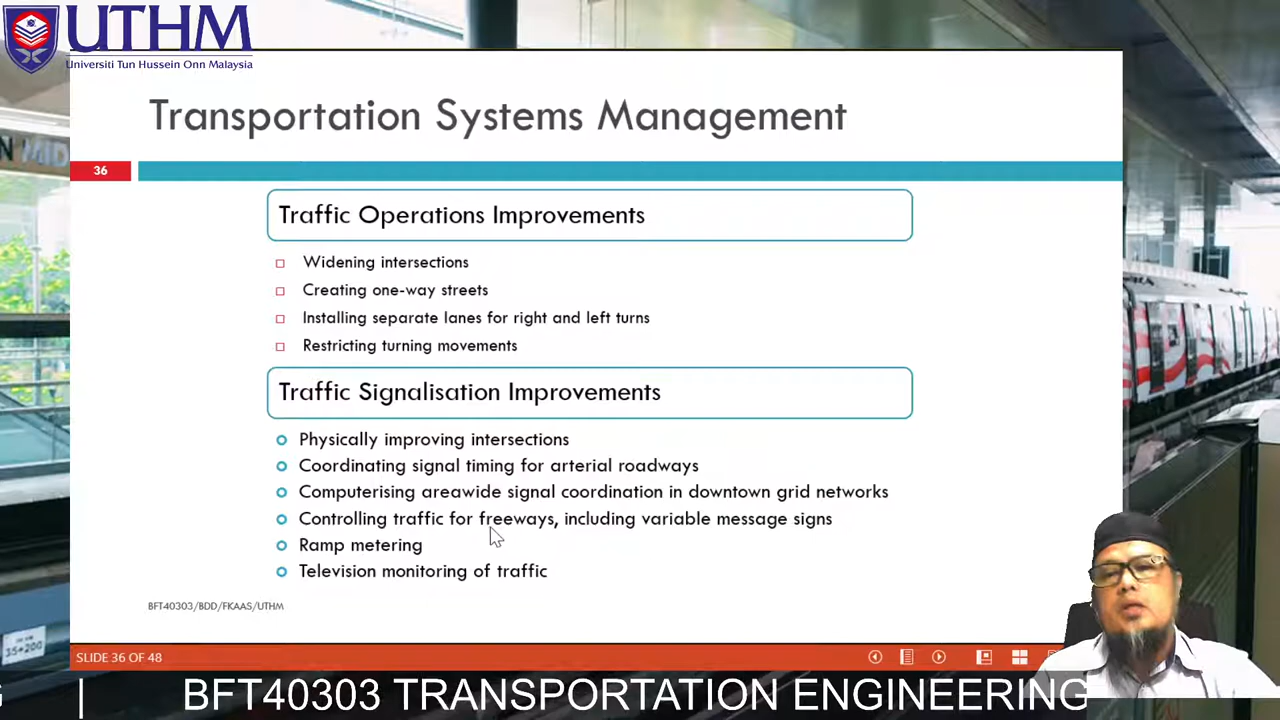 UTHM
Universiti Tun Hussein Onn Malaysia
N MID
Transportation Systems Management
36
Traffic Operations Improvements
Widening intersections
Creating one-way streets
Installing separate lanes for right and left turns
Restricting turning movements
Traffic Signalisation Improvements
Physically improving intersections
Coordinating signal timing for arterial roadways
Computerising areawide signal coordination in downtown grid networks
Controlling traffic for freeways, including variable message signs
Ramp metering
Television monitoring of traffic
BFT40303/BDD/FKAAS/UTHM
35+200
SLIDE 36 OF 48
| BFT40303 TRANSPORTATION ENGINEERING